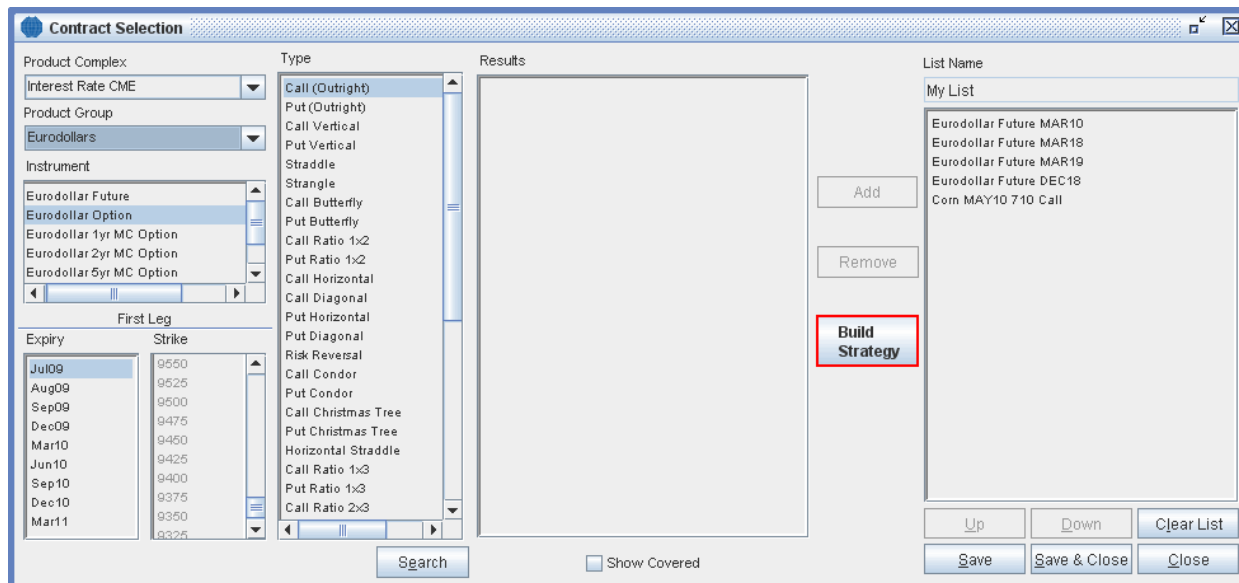 Contract Selection
Product Complex
Interest Rate CME
Product Group
Eurodollars
Instrument
Eurodollar Future
Eurodollar Option
Eurodollar 1yr MC Option
Eurodollar 2yr MC Option
Eurodollar 5yr MC Option
First Leg
Expiry
Jul09
Aug09
Sep09
Dec09
Mar10
Jun10
Sep10
Dec10
Mar11
Strike
9550
9525
9500
9475
9450
9425
9400
9375
9350
9325
Type
Call (Outright)
Put (Outright)
Call Vertical
Put Vertical
Straddle
Strangle
Call Butterfly
Put Butterfly
Call Ratio 1x2
Put Ratio 1x2
Call Horizontal
Call Diagonal
Put Horizontal
Put Diagonal
Risk Reversal
Call Condor
Put Condor
Call Christmas Tree
Put Christmas Tree
Horizontal Straddle
Call Ratio 1x3
Put Ratio 1x3
Call Ratio 2x3
Search
Results
Show Covered
Add
Remove
Build
Strategy
List Name
My List
Eurodollar Future MAR10
Eurodollar Future MAR18
Eurodollar Future MAR19
Eurodollar Future DEC18
Corn MAY10 710 Call
Up
Down
Clear List
Save
Save & Close
Close